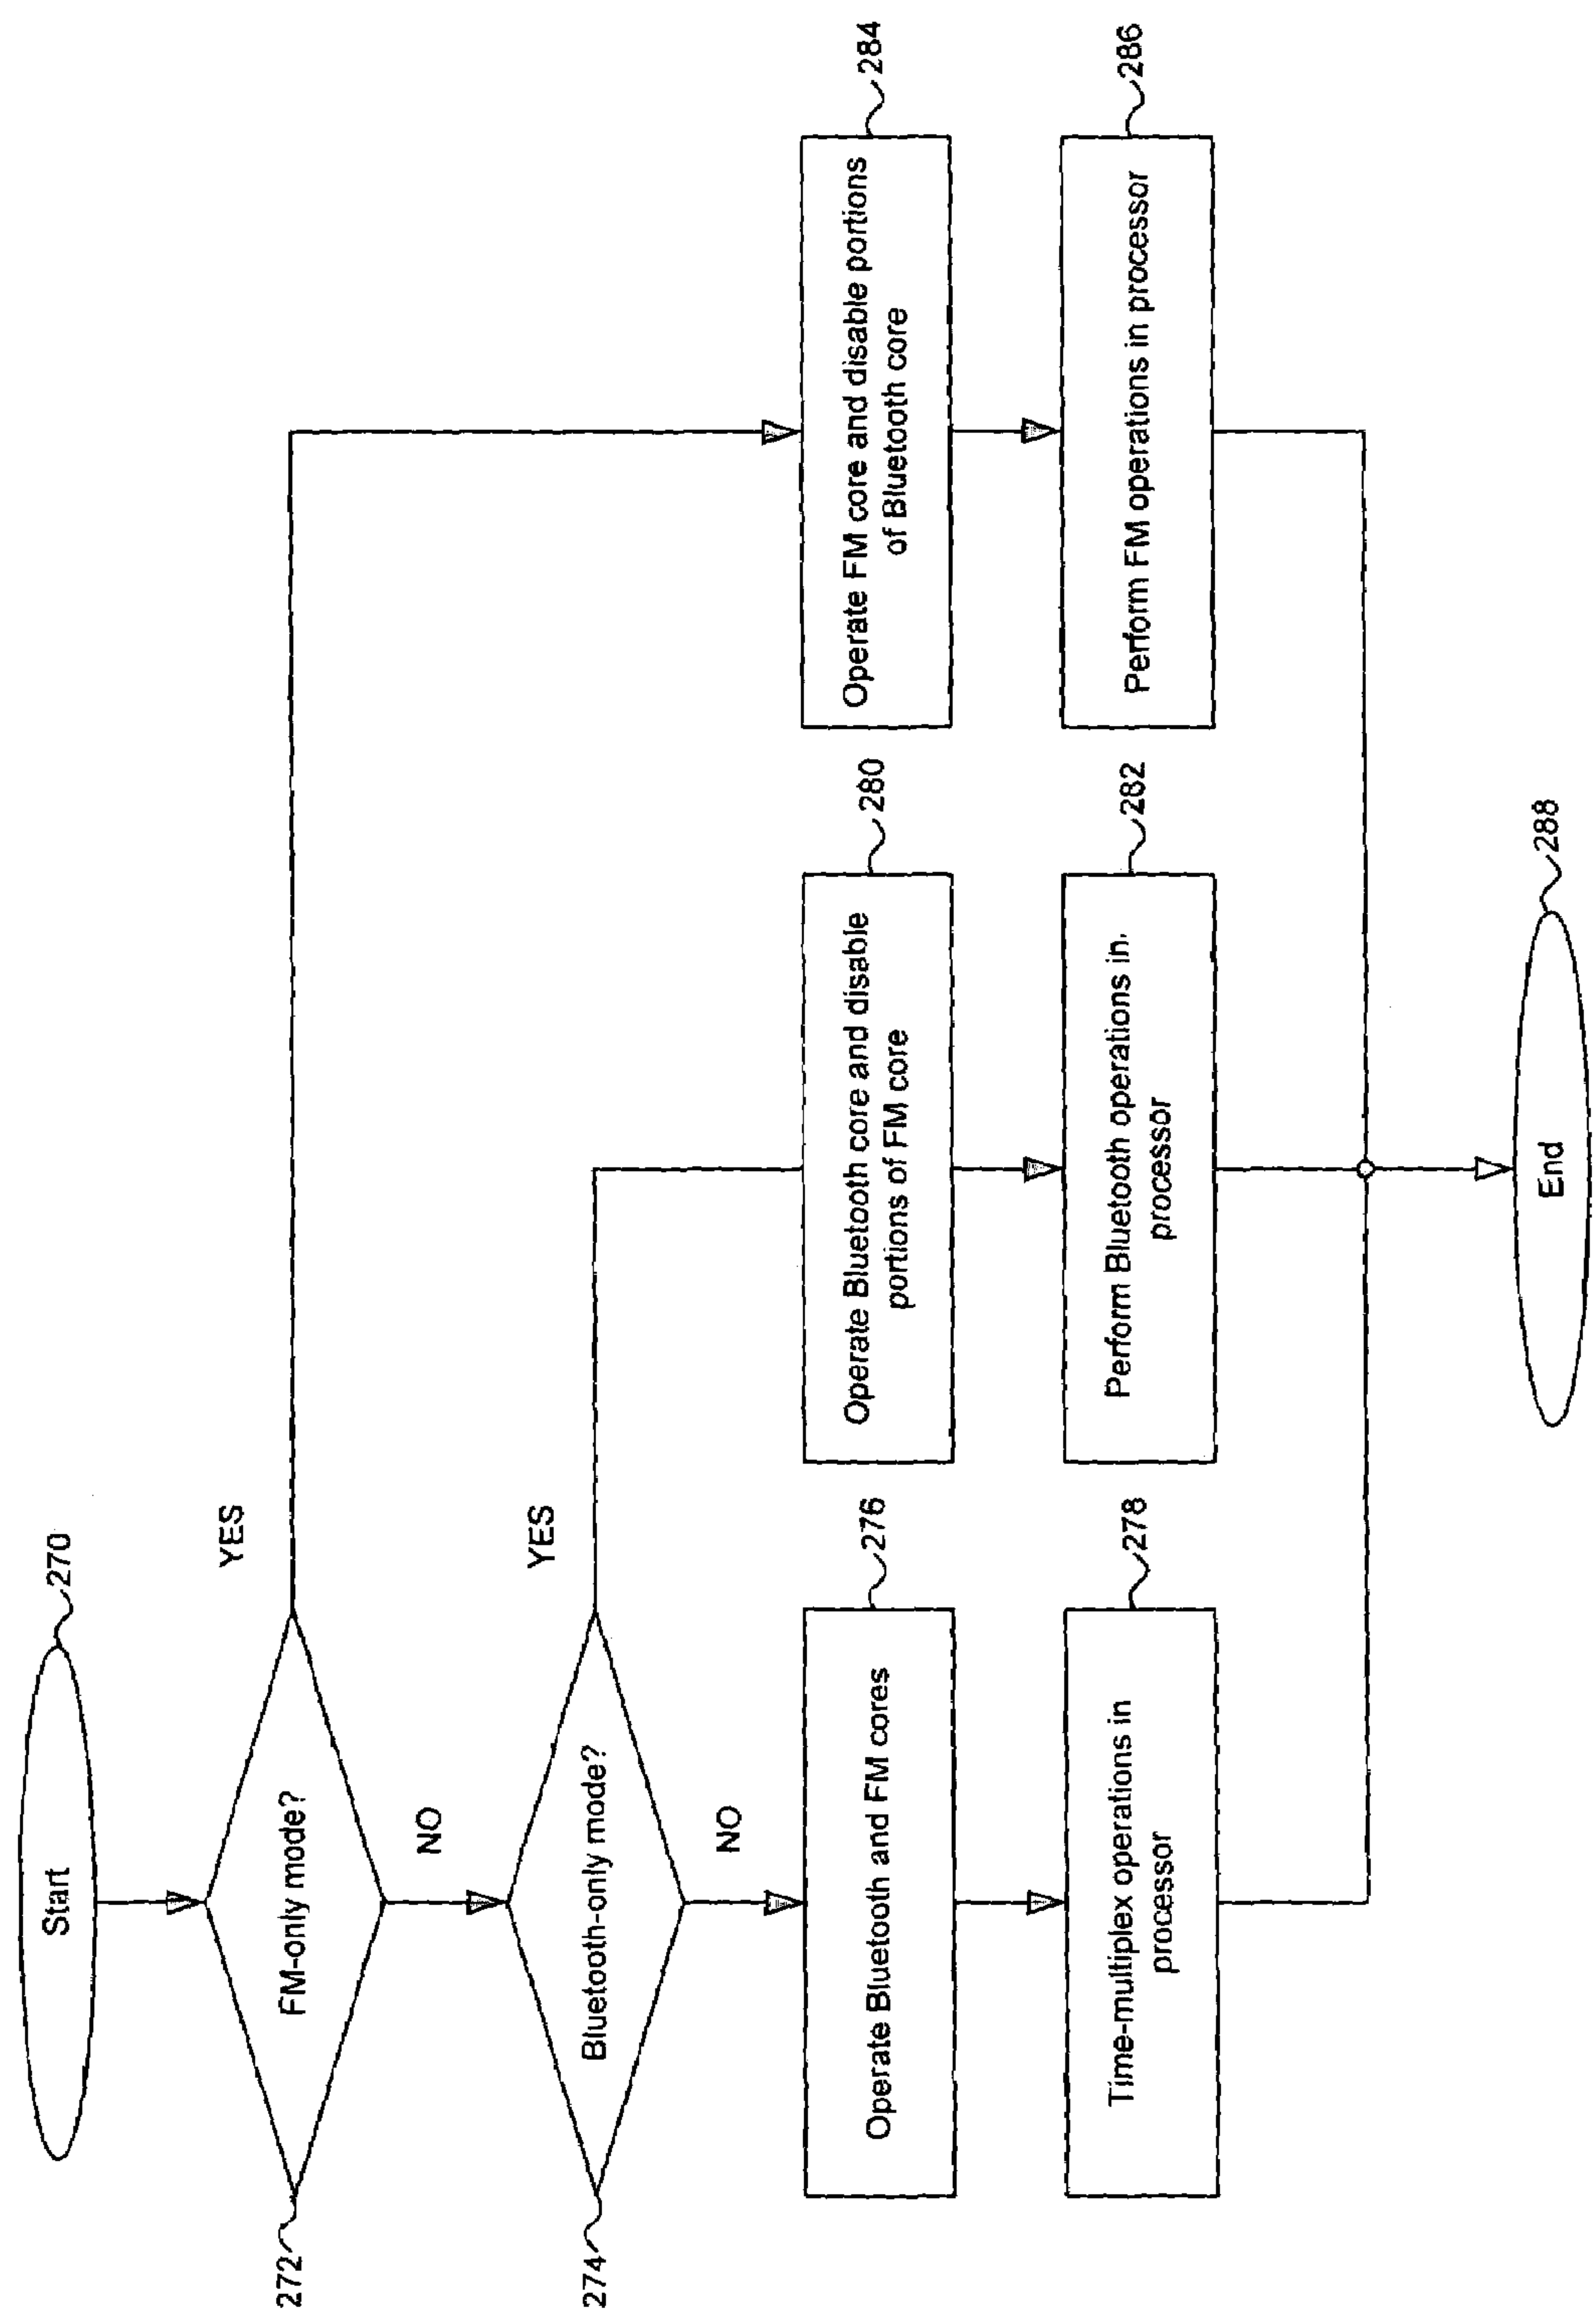 Start
270
FM-only mode?
272
YES
NO
Bluetooth-only mode?
274
YES
NO
Operate Bluetooth and FM cores
276
Operate Bluetooth core and disable
portions of FM core
280
Operate FM core and disable portions
of Bluetooth core
284
Time-multiplex operations in
processor
278
Perform Bluetooth operations in.
processor
282
Perform FM operations in processor
286
End
288